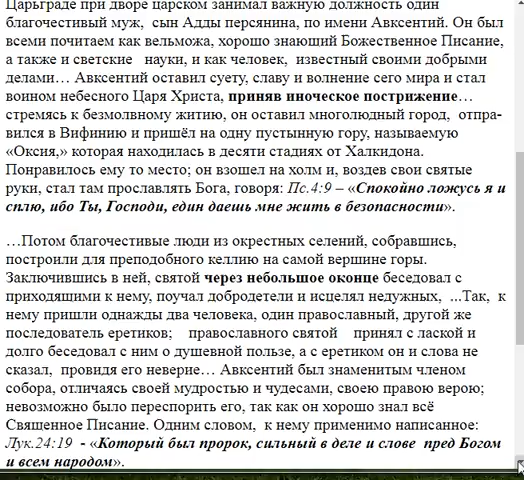 Царьграде при дворе царском занимал важную должность один
благочестивый муж, сын Адды персянина, по имени Авксентий. Он был
всеми почитаем как вельможа, хорошо знающий Божественное Писание,
а также и светские науки, и как человек, известный своими добрыми
делами… Авксентий оставил суету, славу и волнение сего мира и стал
воином небесного Царя Христа, приняв иноческое пострижение…
стремясь к безмолвному житию, он оставил многолюдный город, отпра-
вился в Вифинию и пришёл на одну пустынную гору, называемую
«Оксия,» которая находилась в десяти стадиях от Халкидона.
Понравилось ему то место; он взошел на холм и, воздев свои святые
руки, стал там прославлять Бога, говоря: Пс.4:9 – «Спокойно ложусь я и
сплю, ибо Ты, Господи, един даешь мне жить в безопасности».
…Потом благочестивые люди из окрестных селений, собравшись,
построили для преподобного келлию на самой вершине горы.
Заключившись в ней, святой через небольшое оконце беседовал с
приходящими к нему, поучал добродетели и исцелял недужных, ...Так, к
нему пришли однажды два человека, один православный, другой же
последователь еретиков; православного святой принял с лаской и
долго беседовал с ним о душевной пользе, а с еретиком он и слова не
сказал, провидя его неверие… Авксентий был знаменитым членом
собора, отличаясь своей мудростью и чудесами, своею правою верою;
невозможно было переспорить его, так как он хорошо знал всё
Священное Писание. Одним словом, к нему применимо написанное:
Лук.24:19 - «Который был пророк, сильный в деле и слове пред Богом
и всем народом».